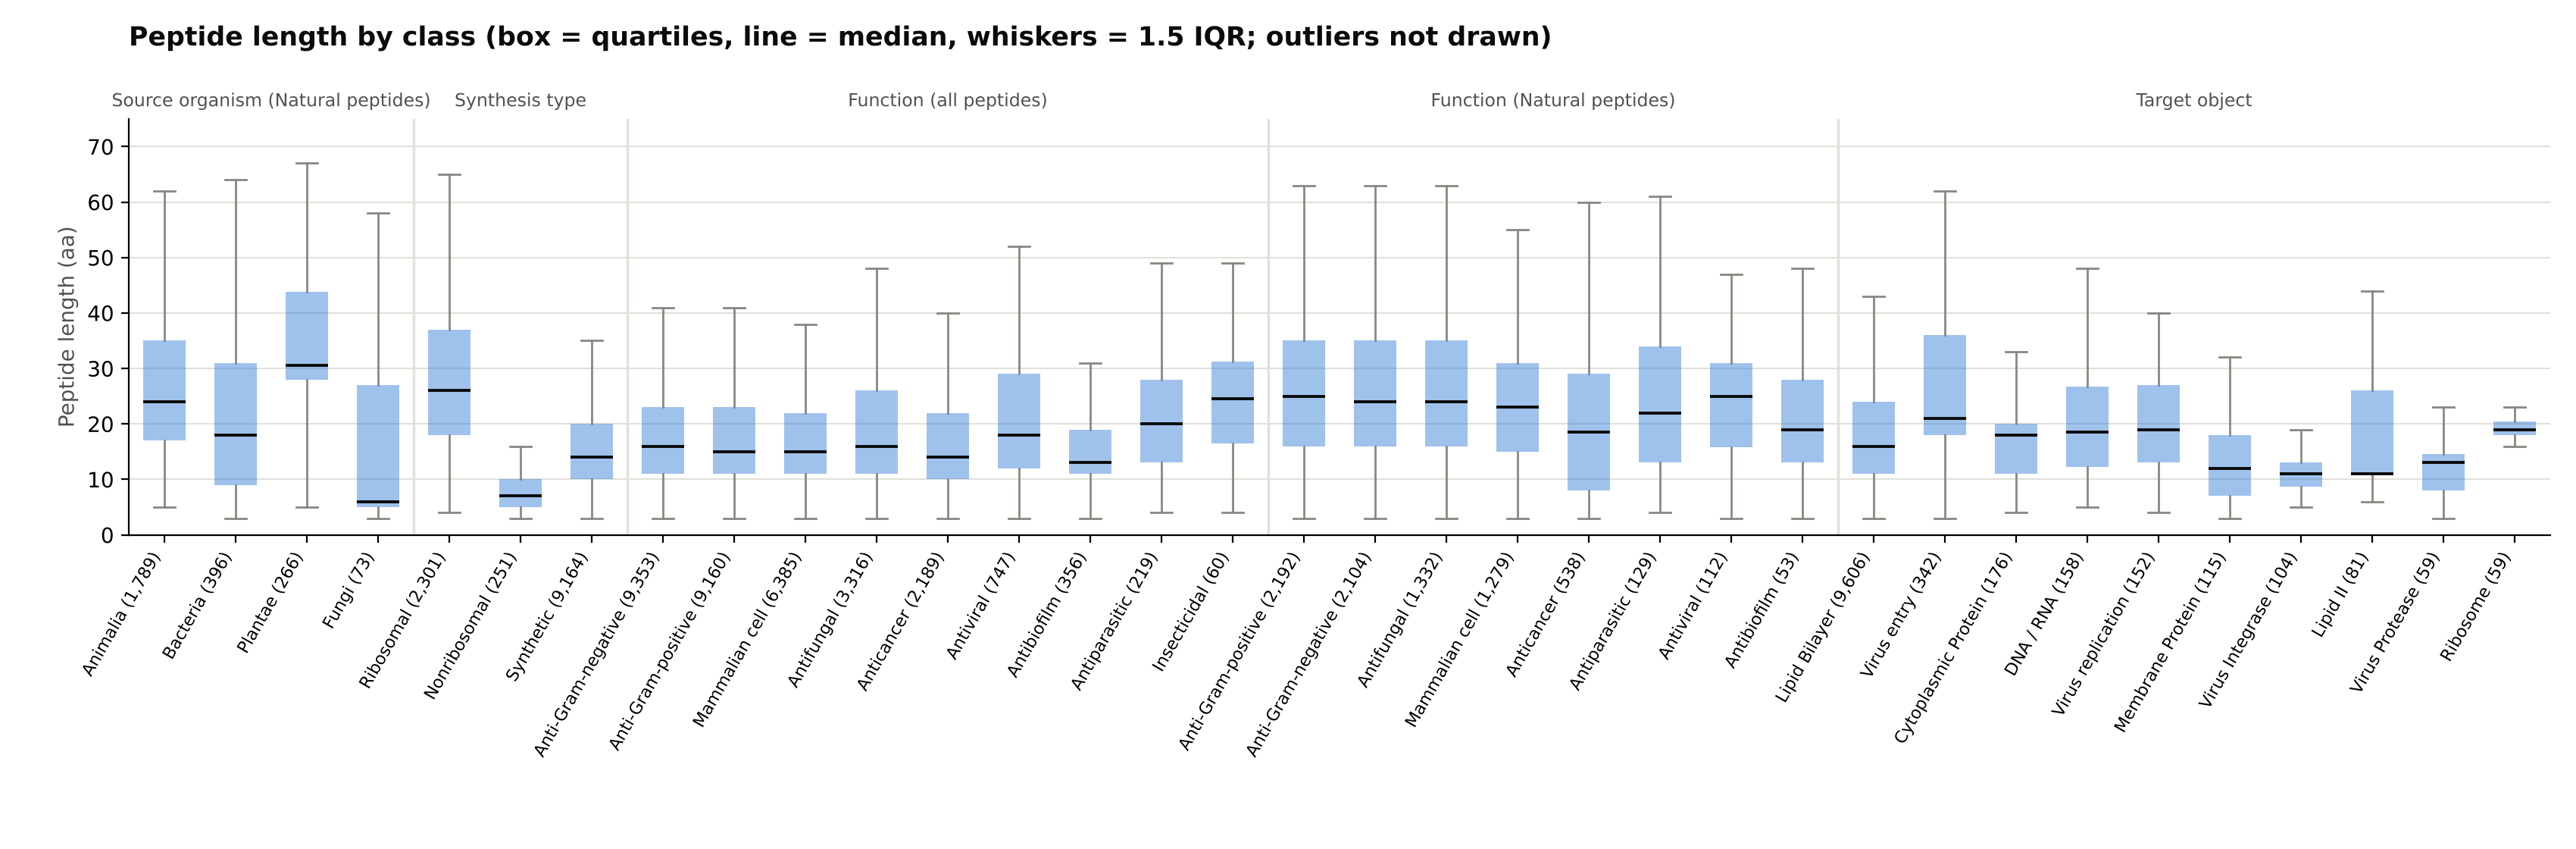 Peptide length by class (box = quartiles, line = median, whiskers = 1.5 IQR; outliers not drawn)
Source organism (Natural peptides)
Synthesis type
Function (all peptides)
Function (Natural peptides)
Target object
Peptide length (aa)
70
60
50
40
30
20
10
0
Animalia (1,789)
Bacteria (396)
Plantae (266)
Fungi (73)
Ribosomal (2,301)
Nonribosomal (251)
Synthetic (9,164)
Anti-Gram-negative (9,353)
Anti-Gram-positive (9,160)
Mammalian cell (6,385)
Antifungal (3,316)
Anticancer (2,189)
Antiviral (747)
Antibiofilm (356)
Antiparasitic (219)
Insecticidal (60)
Anti-Gram-positive (2,192)
Anti-Gram-negative (2,104)
Antifungal (1,332)
Mammalian cell (1,279)
Anticancer (538)
Antiparasitic (129)
Antiviral (112)
Antibiofilm (53)
Lipid Bilayer (9,606)
Virus entry (342)
Cytoplasmic Protein (176)
DNA / RNA (158)
Virus replication (152)
Membrane Protein (115)
Virus Integrase (104)
Lipid II (81)
Virus Protease (59)
Ribosome (59)